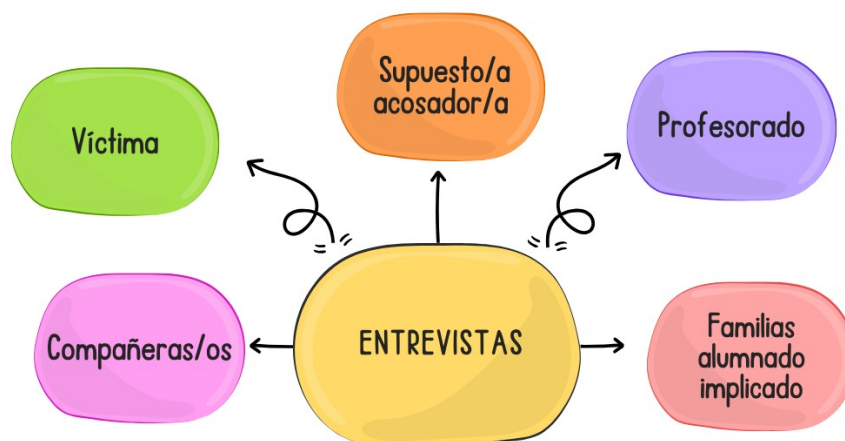 Supuesto/a
acosador/a
Víctima
Profesorado
Compañeras/os
ENTREVISTAS
Familias
alumnado
implicado